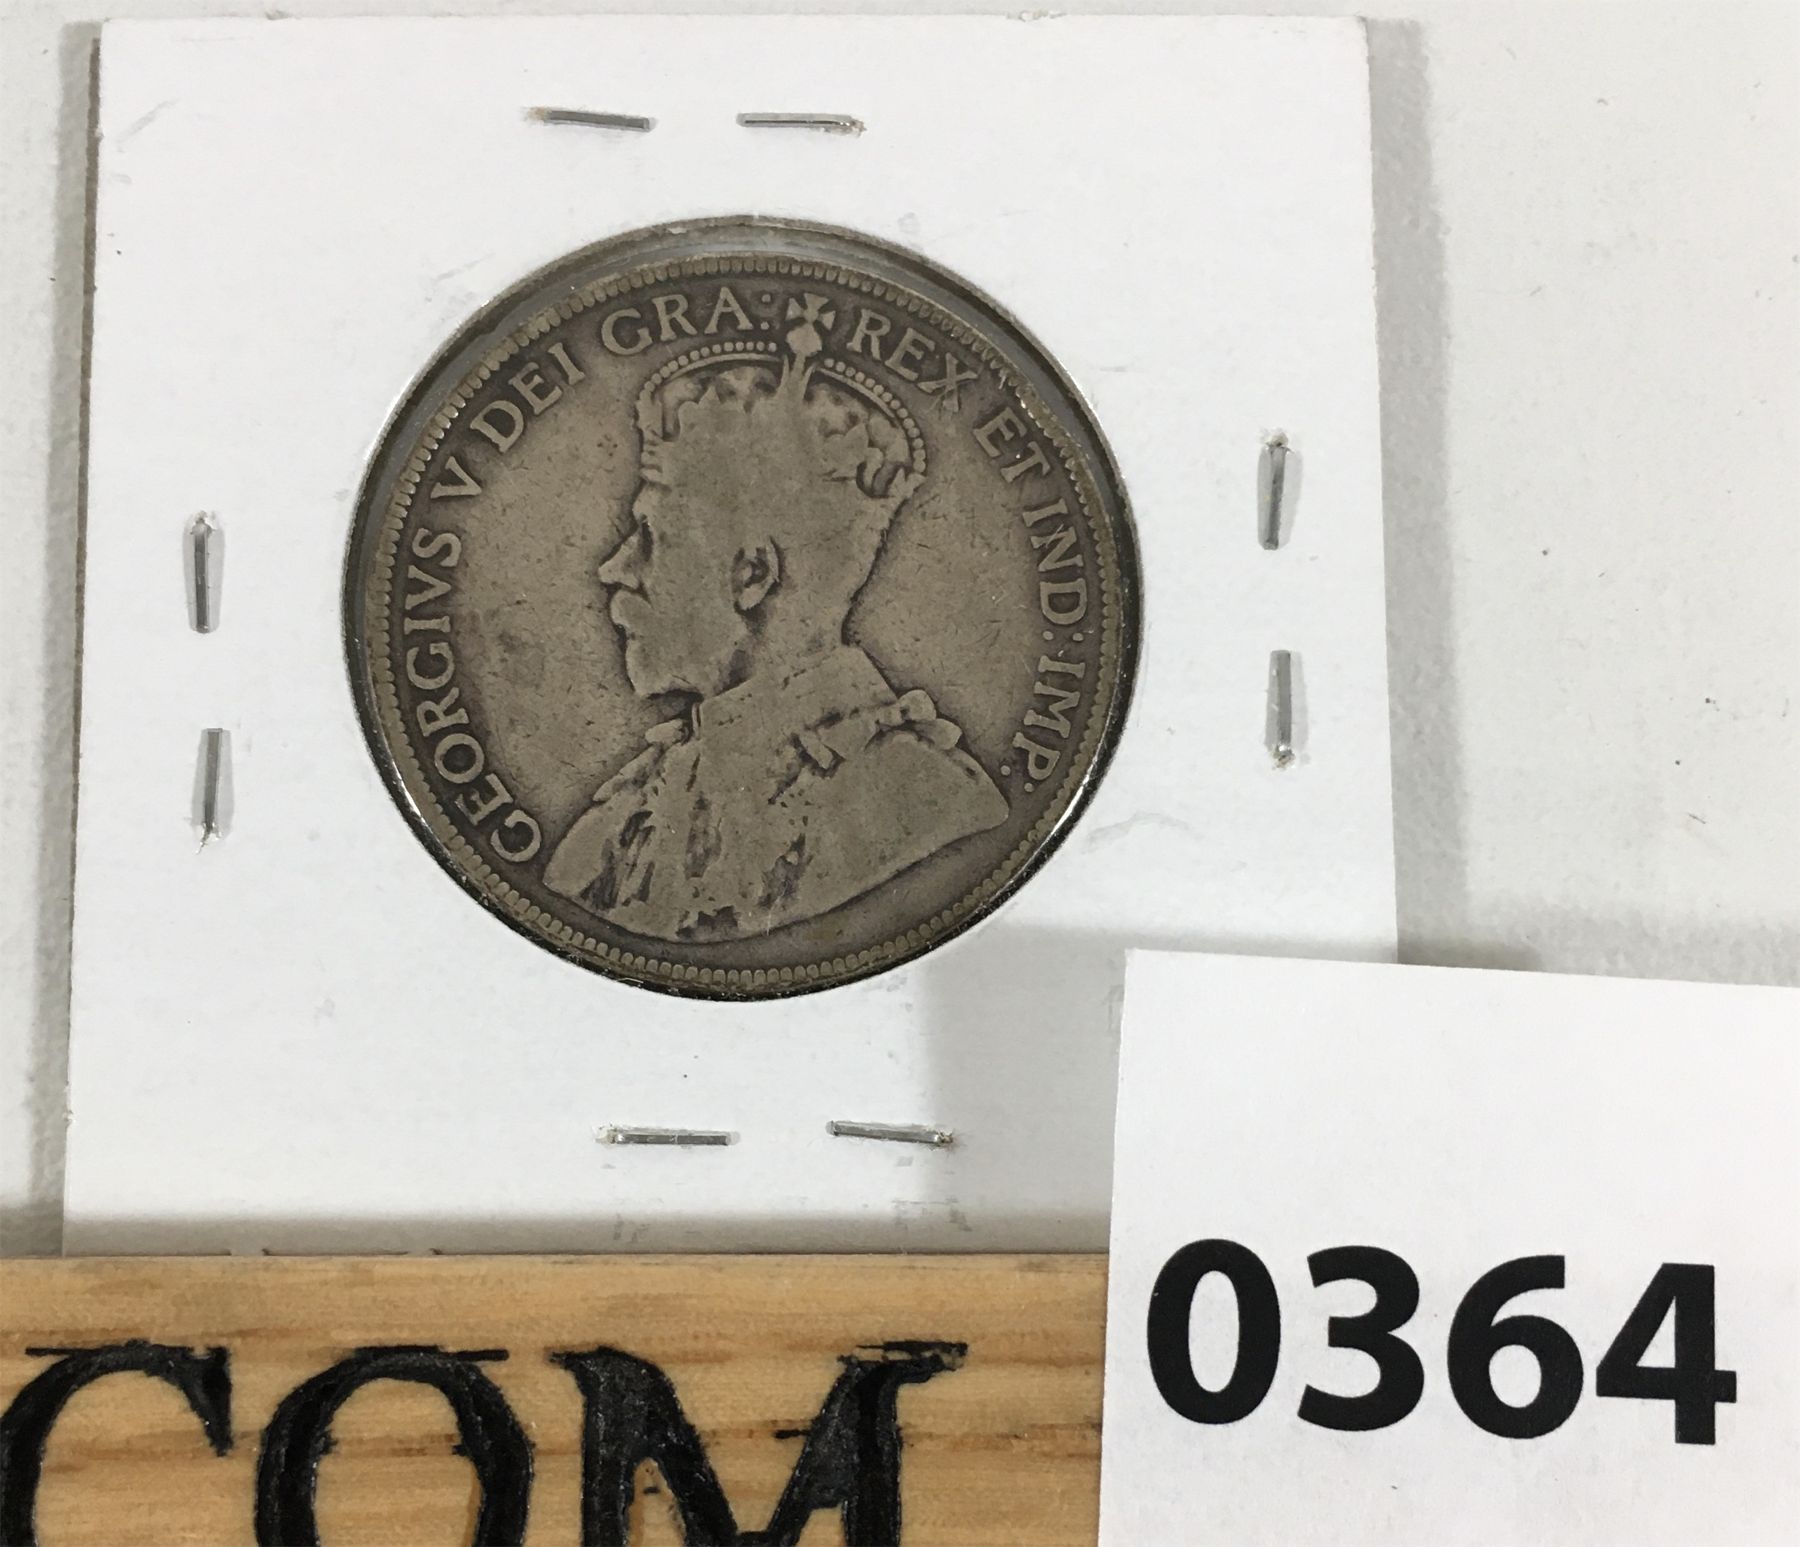 GEORGIVS V DEI GRA: REX ET IND: IMP:
0364
COM